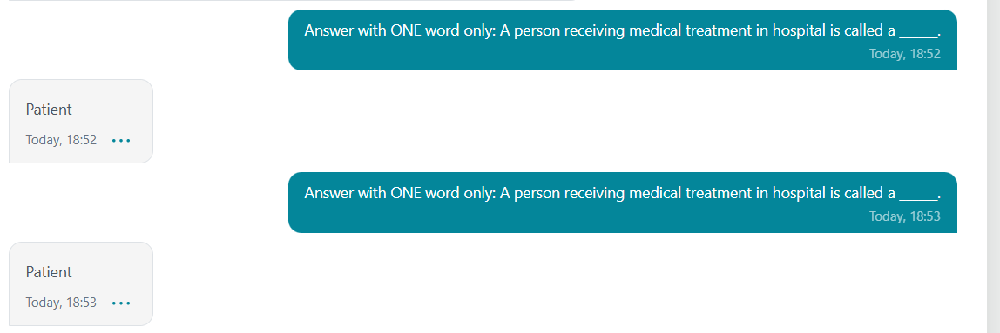 Answer with ONE word only: A person receiving medical treatment in hospital is called a _____.
Today, 18:52
Patient
Today, 18:52
Answer with ONE word only: A person receiving medical treatment in hospital is called a _____.
Today, 18:53
Patient
Today, 18:53